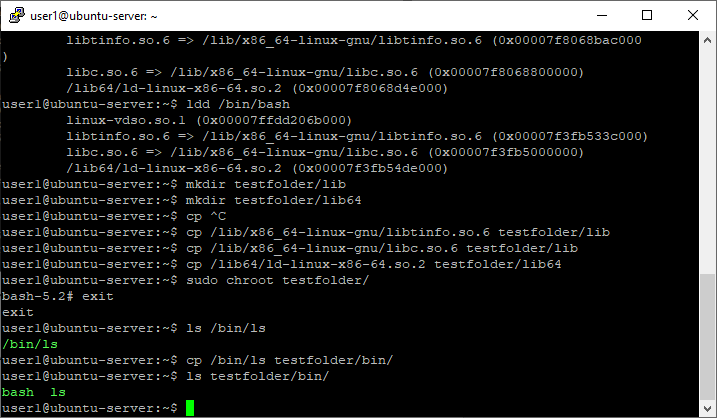 user1@ubuntu-server: ~
        libtinfo.so.6 => /lib/x86_64-linux-gnu/libtinfo.so.6 (0x00007f8068bac000
)
        libc.so.6 => /lib/x86_64-linux-gnu/libc.so.6 (0x00007f8068800000)
        /lib64/ld-linux-x86-64.so.2 (0x00007f8068d4e000)
user1@ubuntu-server:~$ ldd /bin/bash
        linux-vdso.so.1 (0x00007ffdd206b000)
        libtinfo.so.6 => /lib/x86_64-linux-gnu/libtinfo.so.6 (0x00007f3fb533c000)
        libc.so.6 => /lib/x86_64-linux-gnu/libc.so.6 (0x00007f3fb5000000)
        /lib64/ld-linux-x86-64.so.2 (0x00007f3fb54de000)
user1@ubuntu-server:~$ mkdir testfolder/lib
user1@ubuntu-server:~$ mkdir testfolder/lib64
user1@ubuntu-server:~$ cp ^C
user1@ubuntu-server:~$ cp /lib/x86_64-linux-gnu/libtinfo.so.6 testfolder/lib
user1@ubuntu-server:~$ cp /lib/x86_64-linux-gnu/libc.so.6 testfolder/lib
user1@ubuntu-server:~$ cp /lib64/ld-linux-x86-64.so.2 testfolder/lib64
user1@ubuntu-server:~$ sudo chroot testfolder/
bash-5.2# exit
exit
user1@ubuntu-server:~$ ls /bin/ls
/bin/ls
user1@ubuntu-server:~$ cp /bin/ls testfolder/bin/
user1@ubuntu-server:~$ ls testfolder/bin/
bash  ls
user1@ubuntu-server:~$